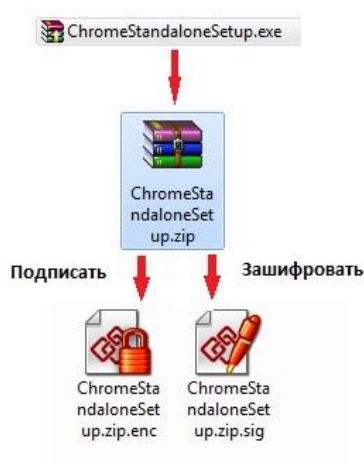 ChromeStandaloneSetup.exe
ChromeSta
ndaloneSet
up.zip
Подписать
Зашифровать
ChromeSta
ndaloneSet
up.zip.enc
ChromeSta
ndaloneSet
up.zip.sig